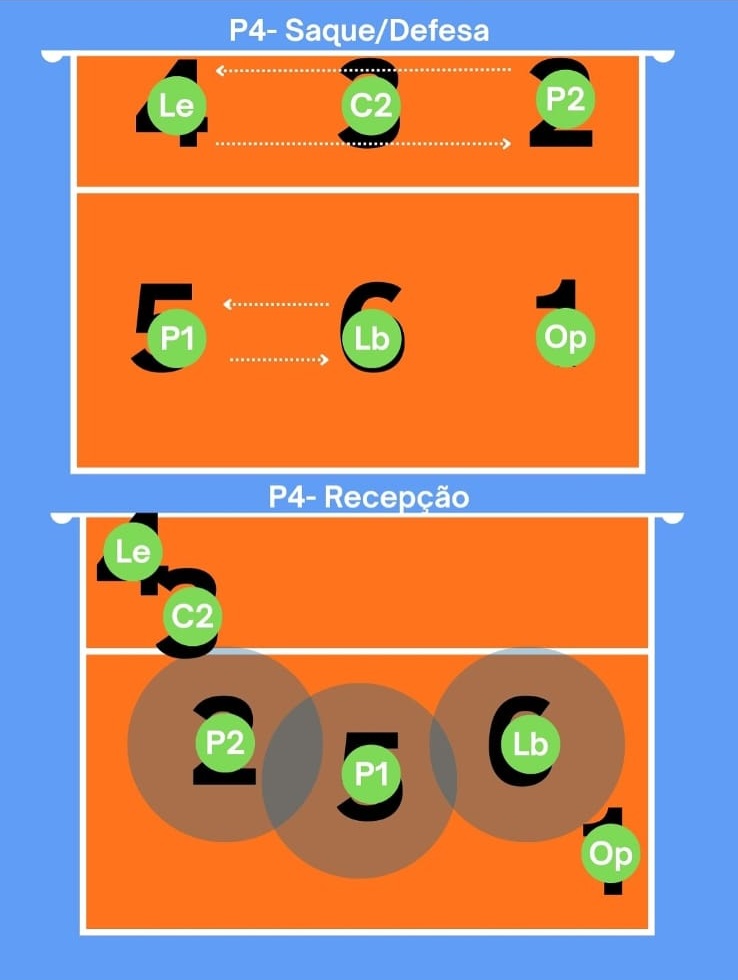 P4- Saque/Defesa
4 3 2
Le C2 P2
5 6 1
P1 Lb Op
P4- Recepção
4
Le
3
C2
2 5 6
P2 P1 Lb
1
Op